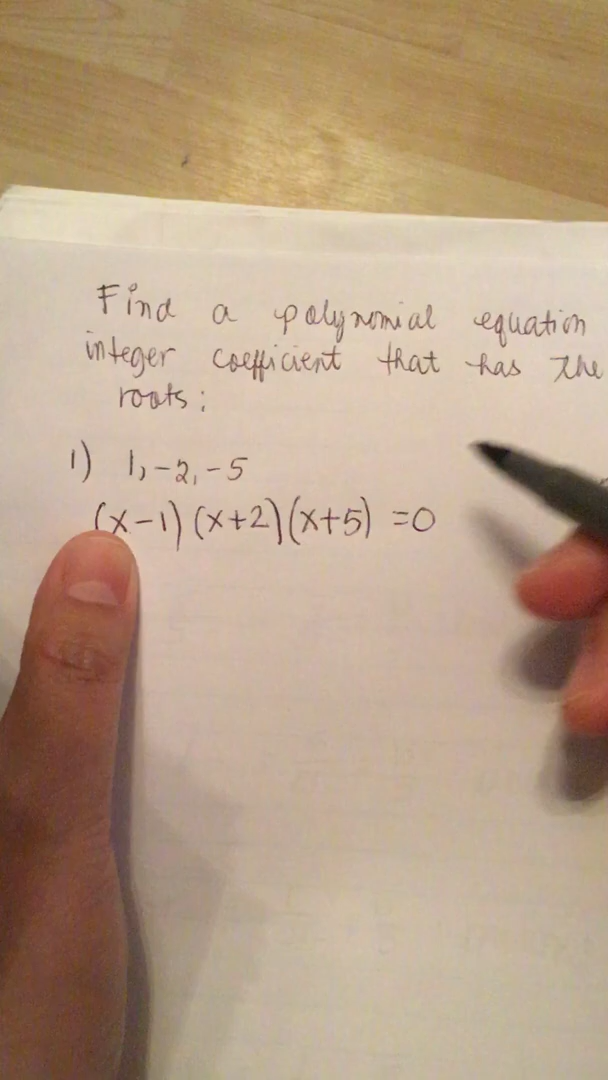 Find a polynomial equation
integer coefficient that has the
roots:
1) 1, -2, -5
(x-1) (x+2)(x+5) =0